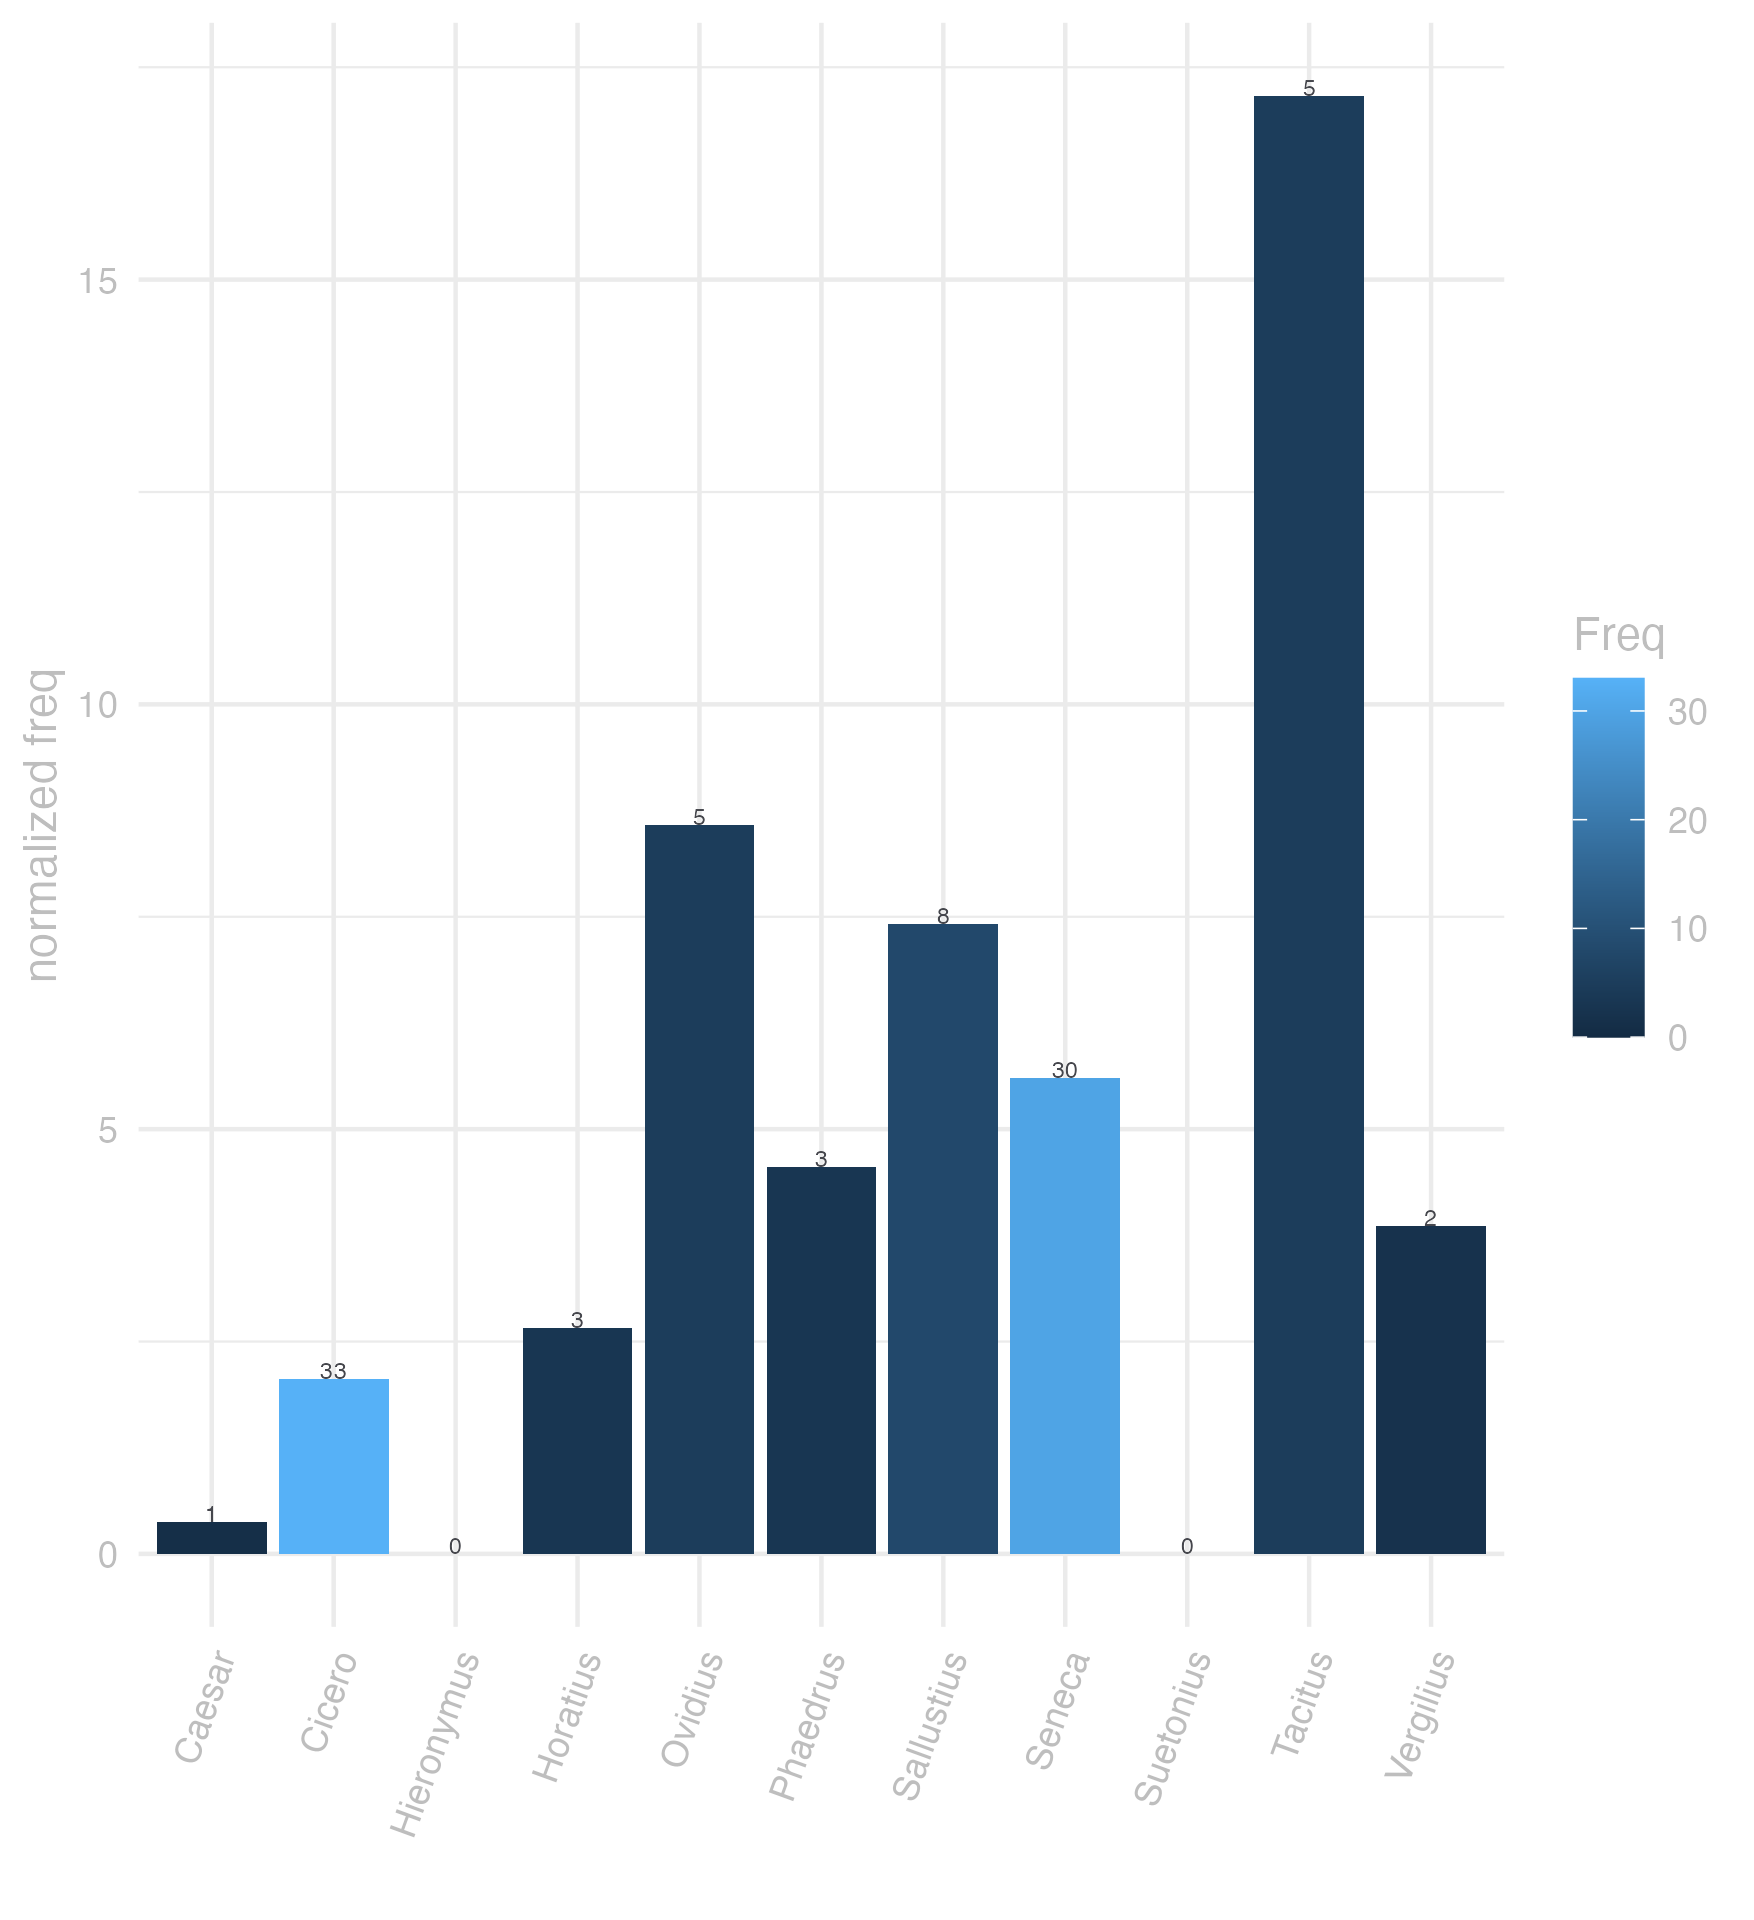 5
15
Freq
normalized freq
10
30
5
20
8
10
30
0
5
3
2
3
33
1
0
0
0
Caesar
Cicero
Hieronymus
Horatius
Ovidius
Phaedrus
Sallustius
Seneca
Suetonius
Tacitus
Vergilius